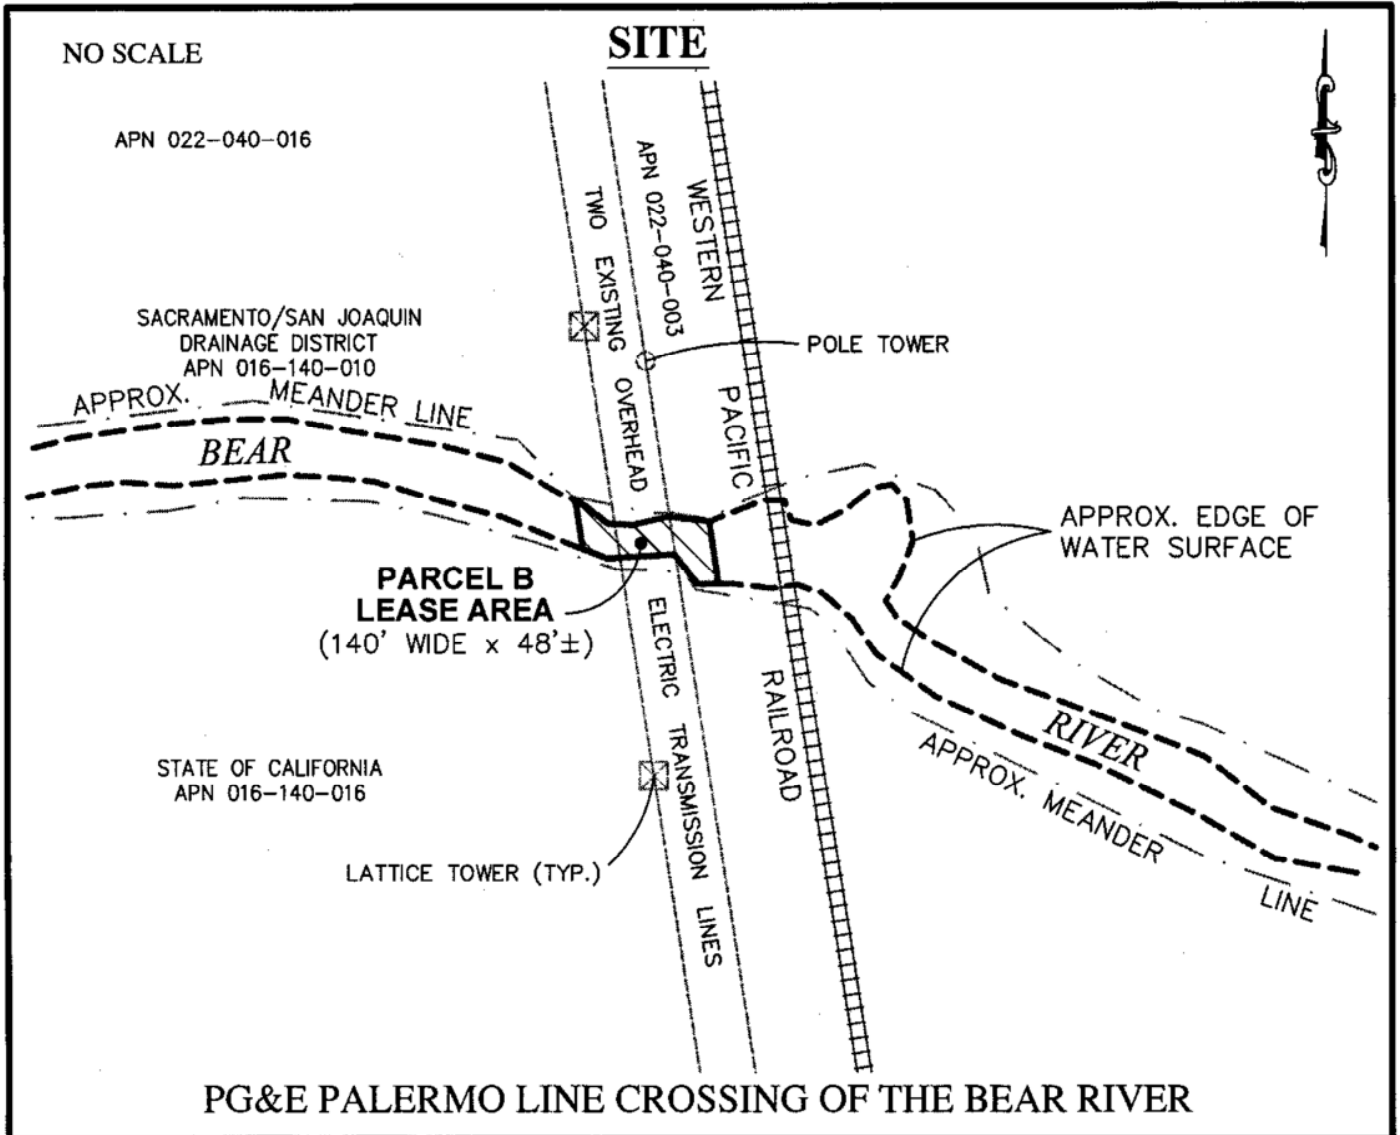 NO SCALE
SITE
APN 022-040-016
APN 022-040-003
WESTERN
PACIFIC
RAILROAD
TWO EXISTING OVERHEAD
ELECTRIC TRANSMISSION LINES
SACRAMENTO/SAN JOAQUIN
DRAINAGE DISTRICT
APN 016-140-010
POLE TOWER
APPROX. MEANDER LINE
BEAR
APPROX. EDGE OF
WATER SURFACE
PARCEL B
LEASE AREA
(140' WIDE x 48'±)
RIVER
APPROX. MEANDER
LINE
STATE OF CALIFORNIA
APN 016-140-016
LATTICE TOWER (TYP.)
PG&E PALERMO LINE CROSSING OF THE BEAR RIVER